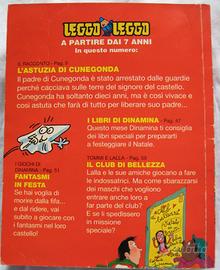 LEGGO LEGGO
A PARTIRE DAI 7 ANNI
In questo numero:
IL RACCONTO - Pag. 5
L'ASTUZIA DI CUNEGONDA
Il padre di Cunegonda è stato arrestato dalle guardie
perché cacciava sulle terre del signore del castello.
Cunegonda ha soltanto dieci anni, ma è così vivace e
così astuta che farà di tutto per liberare suo padre...
I LIBRI DI DINAMINA - Pag. 47
Questo mese Dinamina ti consiglia
dei libri speciali per prepararti
a festeggiare il Natale.
I GIOCHI DI
DINAMINA - Pag. 51
FANTASMI
IN FESTA
Se hai voglia di
morire dalla fifa...
e dal ridere, vai
subito a giocare con
i fantasmi nel loro
castello!
TOMMI E LALLA - Pag. 59
IL CLUB DI BELLEZZA
Lalla e le sue amiche giocano a fare
le indossatrici. Ma che sbarazzarsi
dei maschi che vogliono
entrare anche loro a
far parte del club?
E se li spedissero
in missione
speciale?